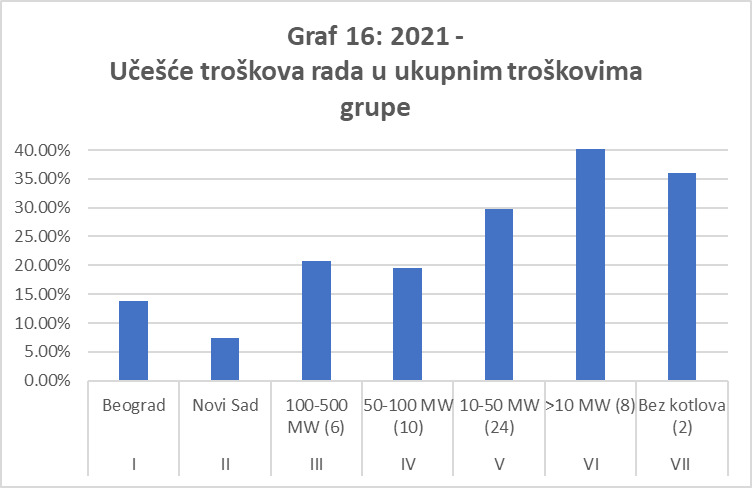 Graf 16: 2021 -
Učešće troškova rada u ukupnim troškovima
grupe
40.00%
35.00%
30.00%
25.00%
20.00%
15.00%
10.00%
5.00%
0.00%
Beograd Novi Sad 100-500 50-100 MW 10-50 MW >10 MW (8) Bez kotlova
MW (6) (10) (24) (2)
I II III IV V VI VII